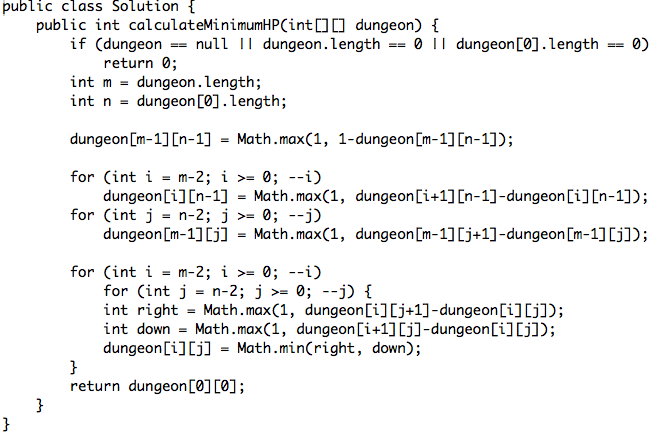 public class Solution {
    public int calculateMinimumHP(int[][] dungeon) {
        if (dungeon == null || dungeon.length == 0 || dungeon[0].length == 0)
            return 0;
        int m = dungeon.length;
        int n = dungeon[0].length;

        dungeon[m-1][n-1] = Math.max(1, 1-dungeon[m-1][n-1]);

        for (int i = m-2; i >= 0; --i)
            dungeon[i][n-1] = Math.max(1, dungeon[i+1][n-1]-dungeon[i][n-1]);
        for (int j = n-2; j >= 0; --j)
            dungeon[m-1][j] = Math.max(1, dungeon[m-1][j+1]-dungeon[m-1][j]);

        for (int i = m-2; i >= 0; --i)
            for (int j = n-2; j >= 0; --j) {
            int right = Math.max(1, dungeon[i][j+1]-dungeon[i][j]);
            int down = Math.max(1, dungeon[i+1][j]-dungeon[i][j]);
            dungeon[i][j] = Math.min(right, down);
        }
        return dungeon[0][0];
    }
}